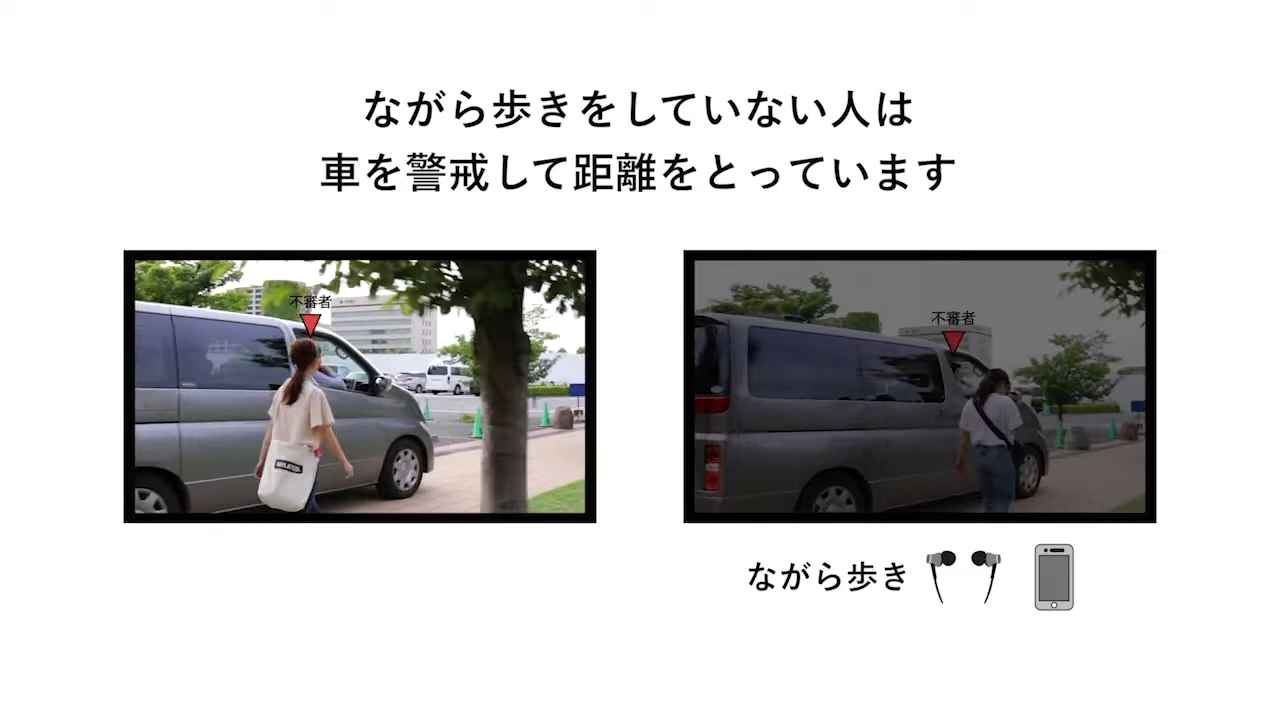 ながら歩きをしていない人は
車を警戒して距離をとっています
不審者
不審者
ながら歩き